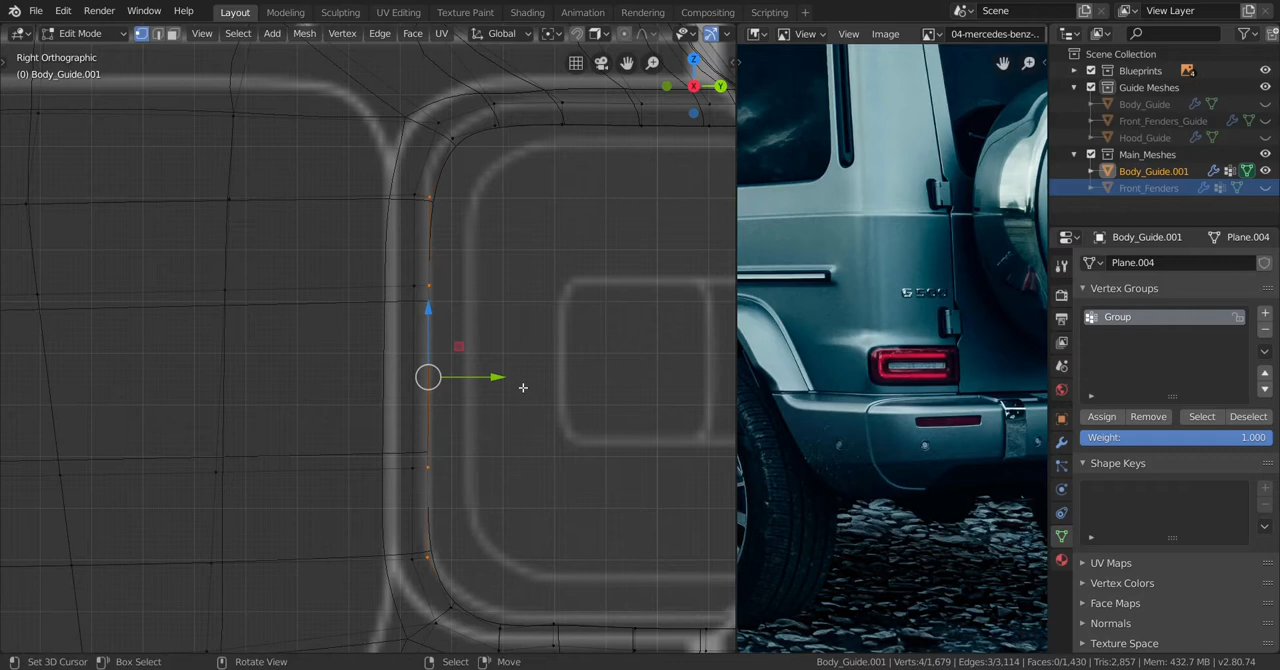 File Edit Render Window Help Layout Modeling Sculpting UV Editing Texture Paint Shading Animation Rendering Compositing Scripting + Scene View Layer
Edit Mode View Select Add Mesh Vertex Edge Face UV Global View View Image 04-mercedes-benz-..
Right Orthographic
(0) Body_Guide.001
Z
X
Y
G 500
Scene Collection
Blueprints 4
Guide Meshes
Body_Guide
Front_Fenders_Guide
Hood_Guide
Main_Meshes
Body_Guide.001
Front_Fenders
Body_Guide.001 Plane.004
Plane.004
Vertex Groups
Group
Assign Remove Select Deselect
Weight: 1.000
Shape Keys
UV Maps
Vertex Colors
Face Maps
Normals
Texture Space
Set 3D Cursor Box Select Rotate View Select Move Body_Guide.001 | Verts:4/1,679 | Edges:3/3,114 | Faces:0/1,430 | Tris:2,857 | Mem: 432.7 MB | v2.80.74